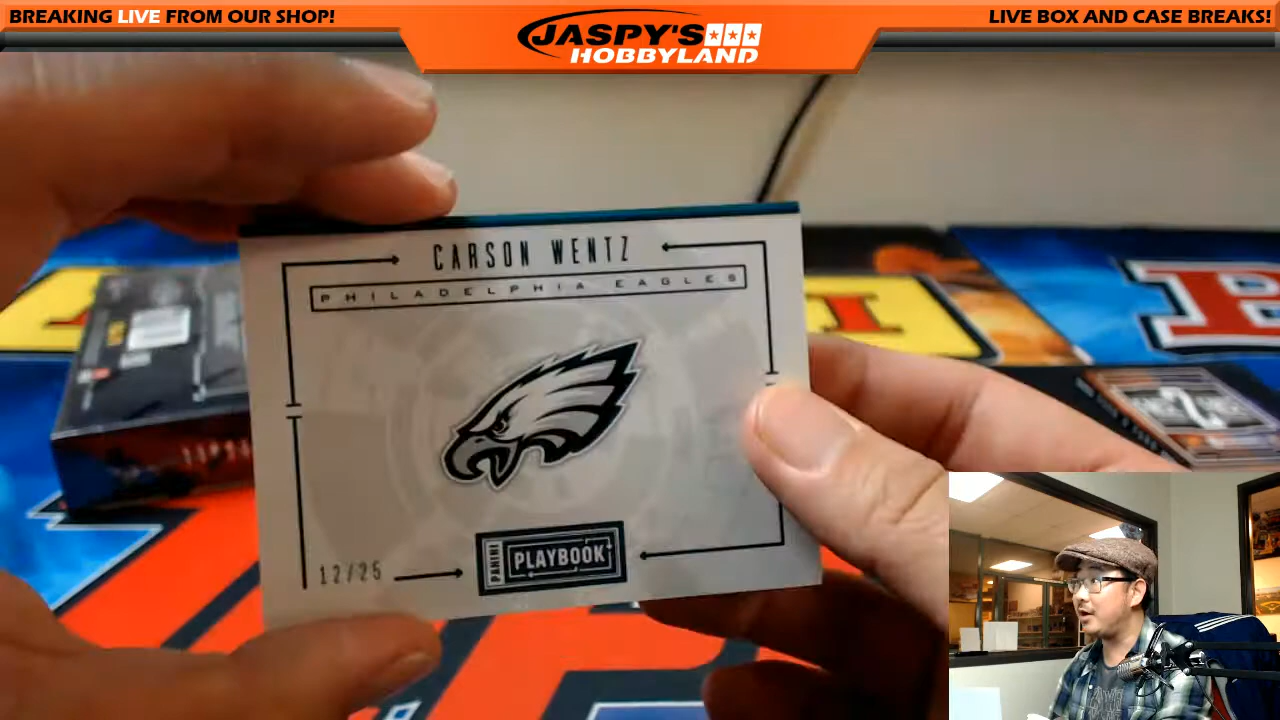 BREAKING LIVE FROM OUR SHOP!
JASPY'S
HOBBYLAND
LIVE BOX AND CASE BREAKS!
CARSON WENTZ
PHILADELPHIA EAGLES
12/25
PANINI
PLAYBOOK